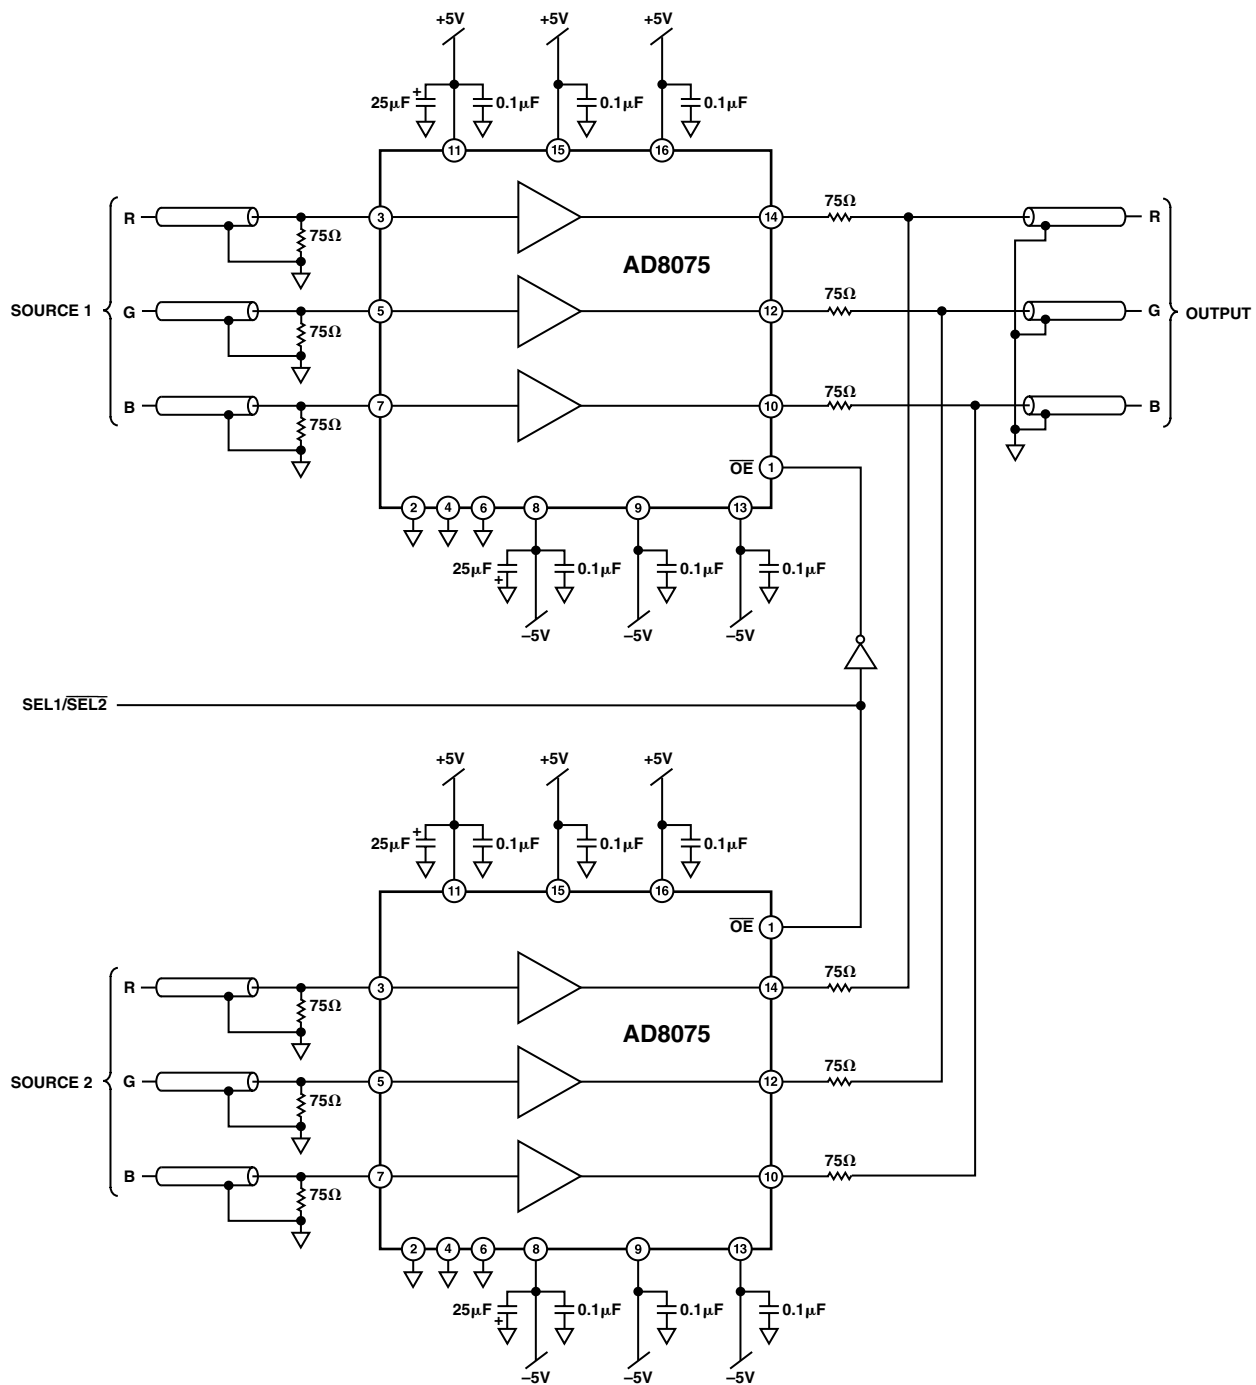 +5V +5V +5V
25μF + 0.1μF 0.1μF 0.1μF
11 15 16
R 75Ω 3 14 75Ω R
AD8075
SOURCE 1 G 75Ω 5 12 75Ω G OUTPUT
B 75Ω 7 10 75Ω B
OE 1
2 4 6 8 9 13
25μF + 0.1μF 0.1μF 0.1μF
–5V –5V –5V
SEL1/SEL2
+5V +5V +5V
25μF + 0.1μF 0.1μF 0.1μF
11 15 16
OE 1
R 75Ω 3 14 75Ω
AD8075
SOURCE 2 G 75Ω 5 12 75Ω
B 75Ω 7 10 75Ω
2 4 6 8 9 13
25μF + 0.1μF 0.1μF 0.1μF
–5V –5V –5V